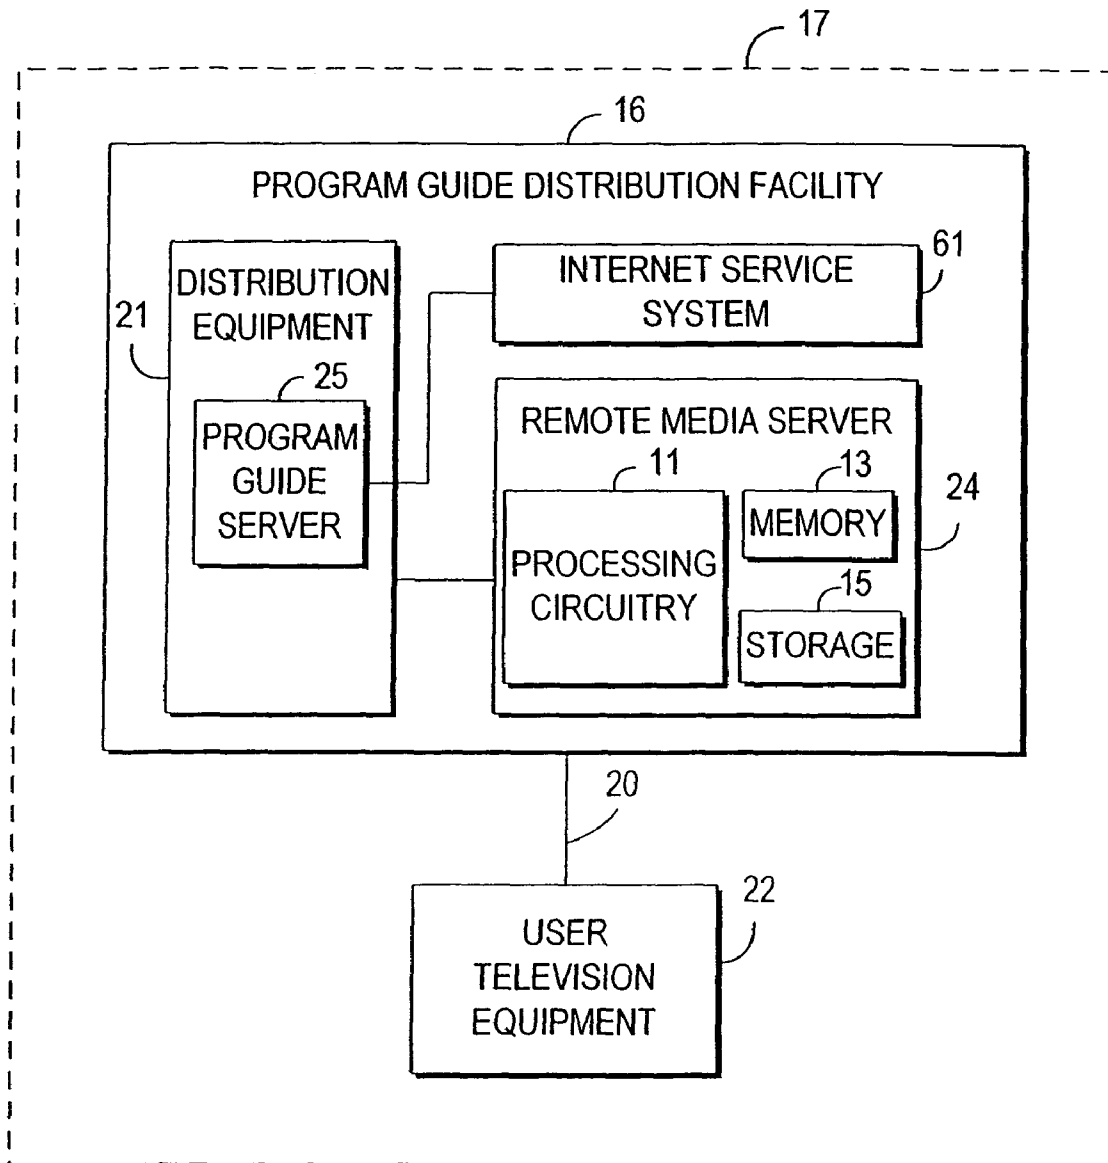 17
16
PROGRAM GUIDE DISTRIBUTION FACILITY
61
DISTRIBUTION
EQUIPMENT
21
INTERNET SERVICE
SYSTEM
25
PROGRAM
GUIDE
SERVER
REMOTE MEDIA SERVER
11
13
24
MEMORY
PROCESSING
CIRCUITRY
15
STORAGE
20
22
USER
TELEVISION
EQUIPMENT